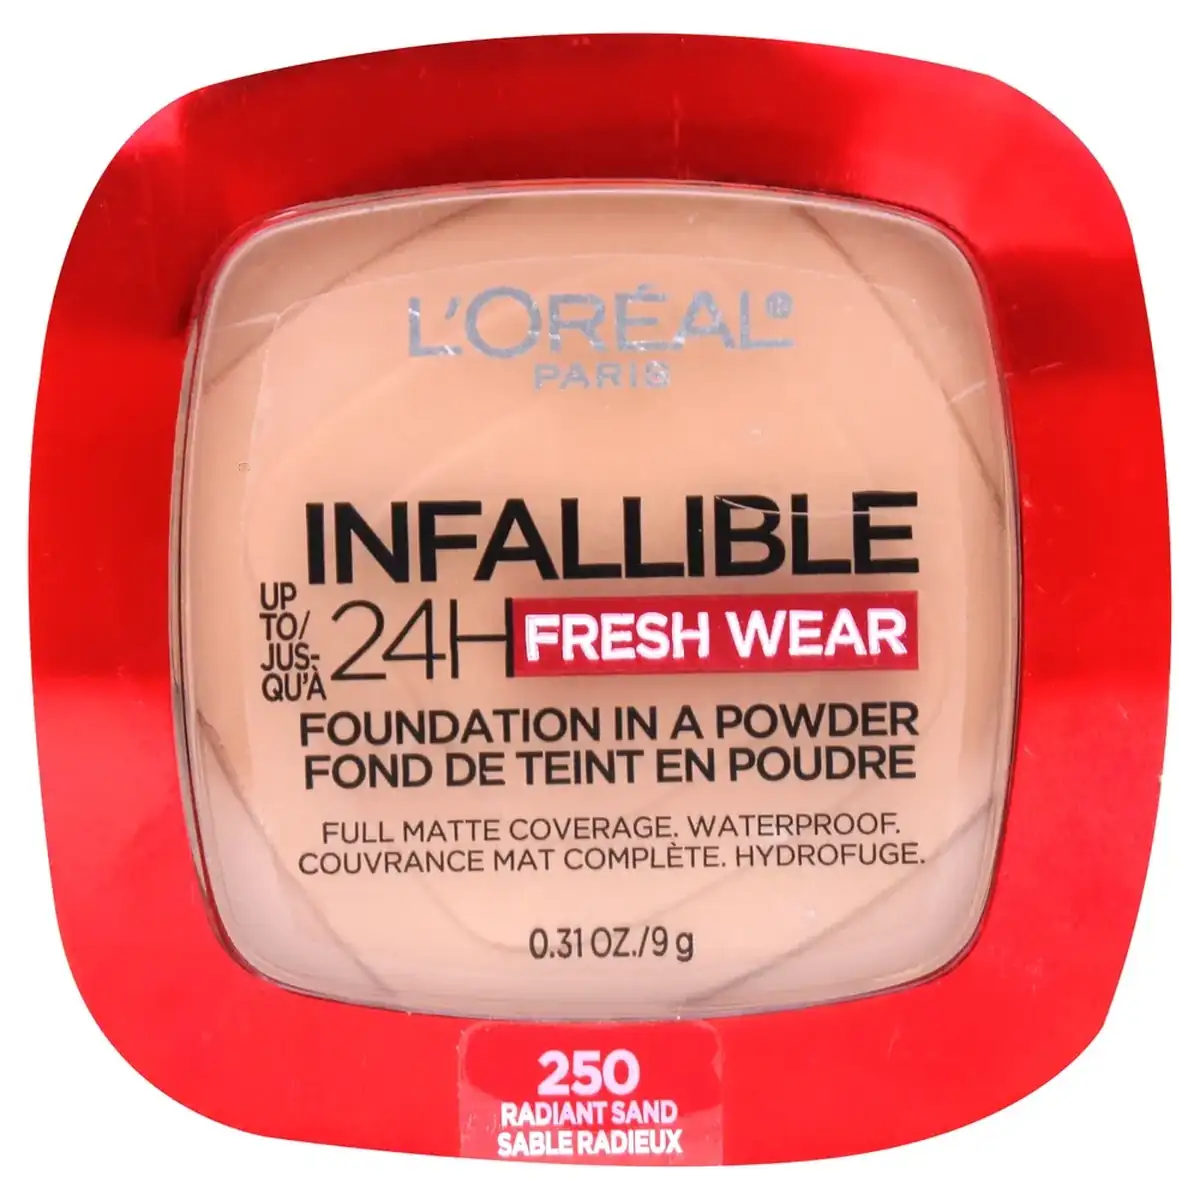 L'ORÉAL®
PARIS
INFALLIBLE
UP
TO/
JUS-
QU'À
24H FRESH WEAR
FOUNDATION IN A POWDER
FOND DE TEINT EN POUDRE
FULL MATTE COVERAGE. WATERPROOF.
COUVRANCE MAT COMPLÈTE. HYDROFUGE.
0.31 OZ./9 g
250
RADIANT SAND
SABLE RADIEUX